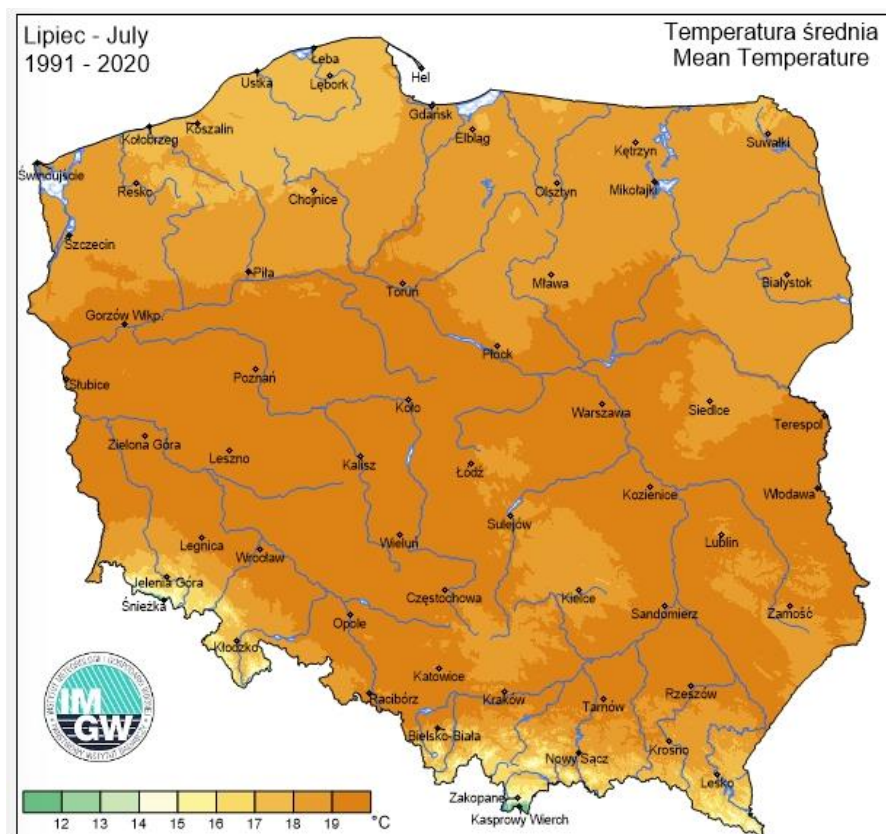 Lipiec - July
1991 - 2020
Temperatura średnia
Mean Temperature
Łeba
Hel
Ustka
Lębork
Gdańsk
Koszalin
Kołobrzeg
Elbląg
Suwałki
Kętrzyn
Świnoujście
Resko
Chojnice
Olsztyn
Mikołajki
Szczecin
Piła
Toruń
Mława
Białystok
Gorzów Wlkp.
Płock
Słubice
Poznań
Koło
Warszawa
Siedlce
Terespol
Zielona Góra
Leszno
Kalisz
Łódź
Kozienice
Włodawa
Sulejów
Legnica
Wrocław
Wieluń
Lublin
Jelenia Góra
Śnieżka
Częstochowa
Kielce
Sandomierz
Zamość
Opole
Kłodzko
Katowice
Racibórz
Kraków
Tarnów
Rzeszów
Bielsko-Biała
Nowy Sącz
Krosno
Lesko
Zakopane
Kasprowy Wierch
IM
GW
12 13 14 15 16 17 18 19 °C